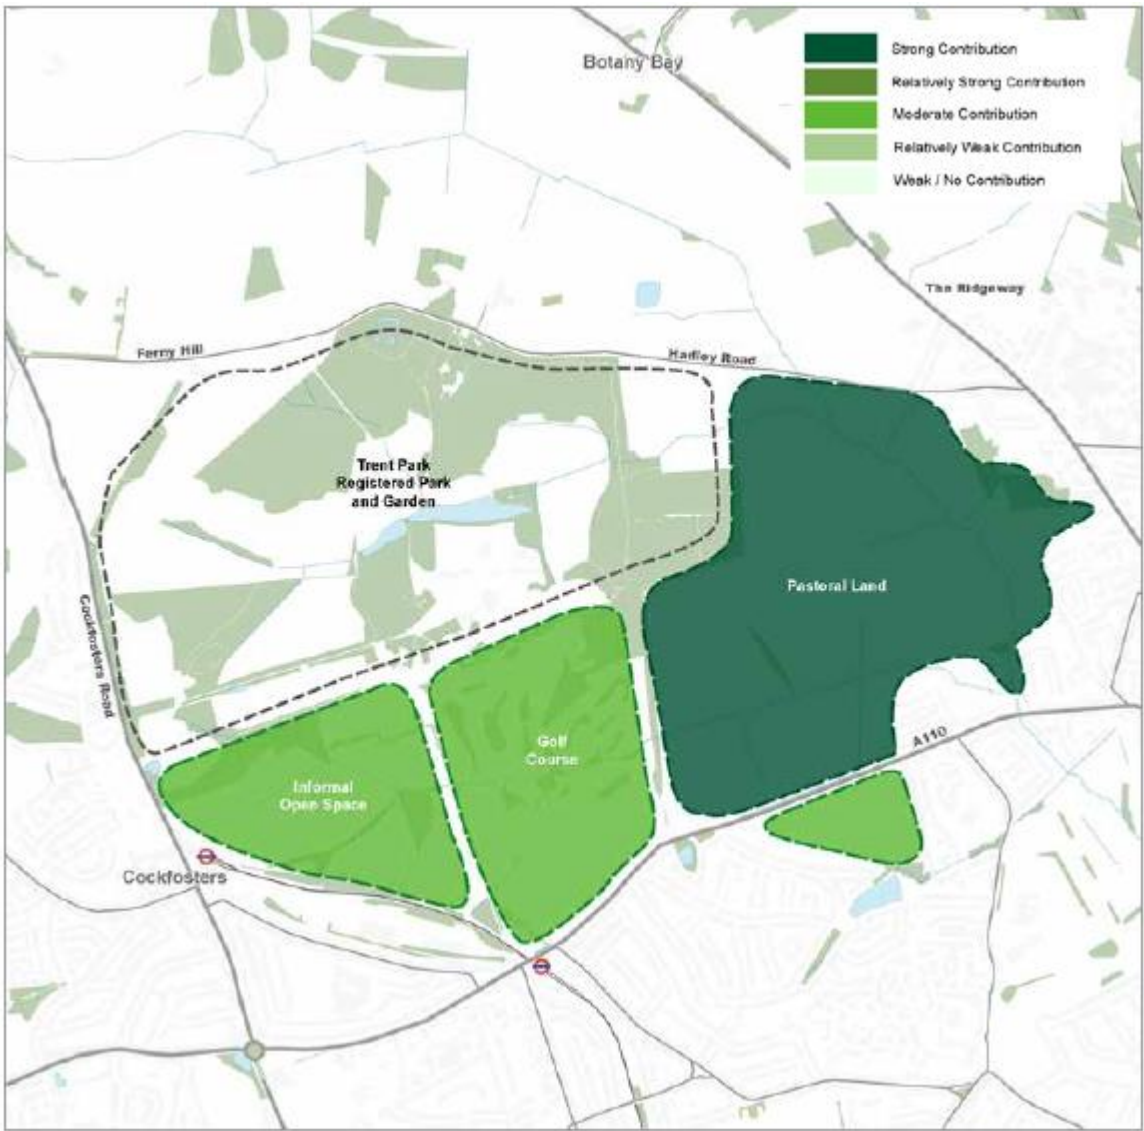 Botany Bay
Strong Contribution
Relatively Strong Contribution
Moderate Contribution
Relatively Weak Contribution
Weak / No Contribution
The Ridgeway
Ferny Hill
Hadley Road
Trent Park
Registered Park
and Garden
Pastoral Land
Cockfosters Road
Golf
Course
A110
Informal
Open Space
Cockfosters